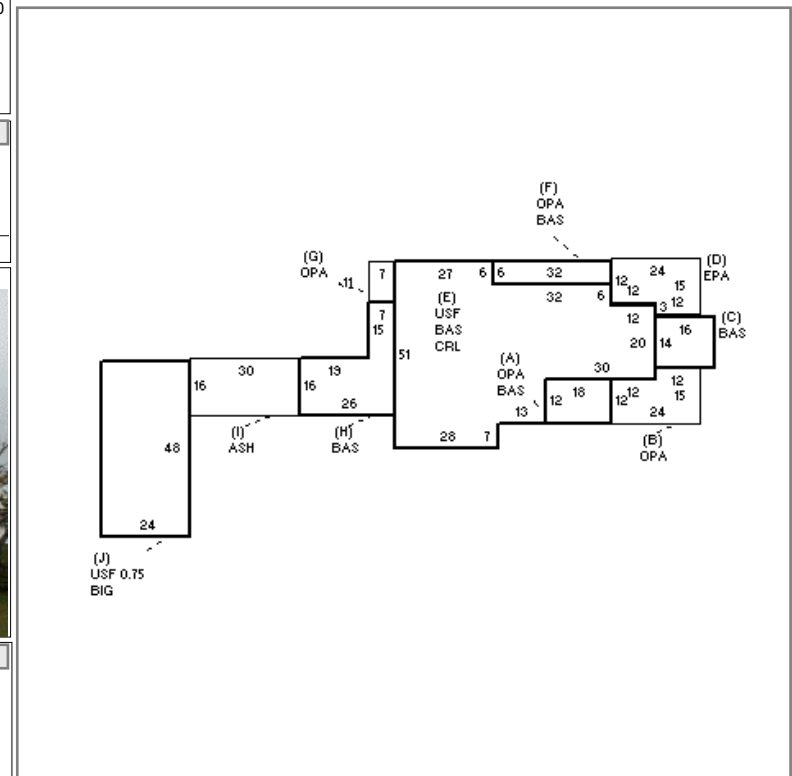 (F)
OPA
BAS
(G)
OPA
11
7
27
6
6
32
32
6
(D)
EPA
24
12
12
15
3
12
(E)
USF
BAS
CRL
(C)
BAS
16
14
12
20
30
7
15
51
(A)
OPA
BAS
12
18
13
12
12
12
15
24
(B)
OPA
28
7
19
16
26
(H)
BAS
30
16
(I)
ASH
48
24
(J)
USF 0.75
BIG